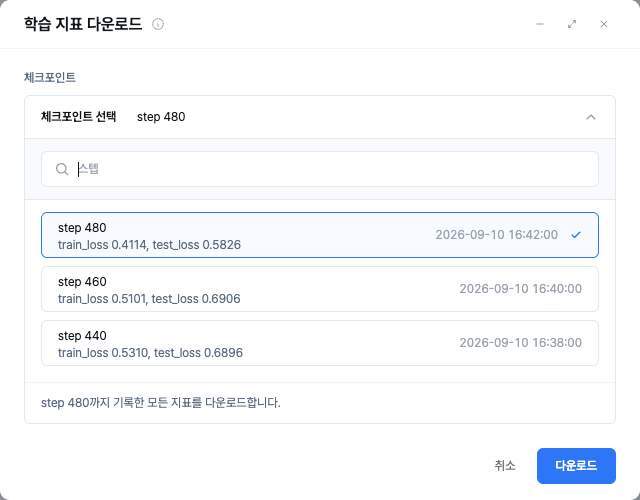 학습 지표 다운로드
체크포인트
체크포인트 선택 step 480
스텝
step 480
train_loss 0.4114, test_loss 0.5826
2026-09-10 16:42:00
step 460
train_loss 0.5101, test_loss 0.6906
2026-09-10 16:40:00
step 440
train_loss 0.5310, test_loss 0.6896
2026-09-10 16:38:00
step 480까지 기록한 모든 지표를 다운로드합니다.
취소
다운로드